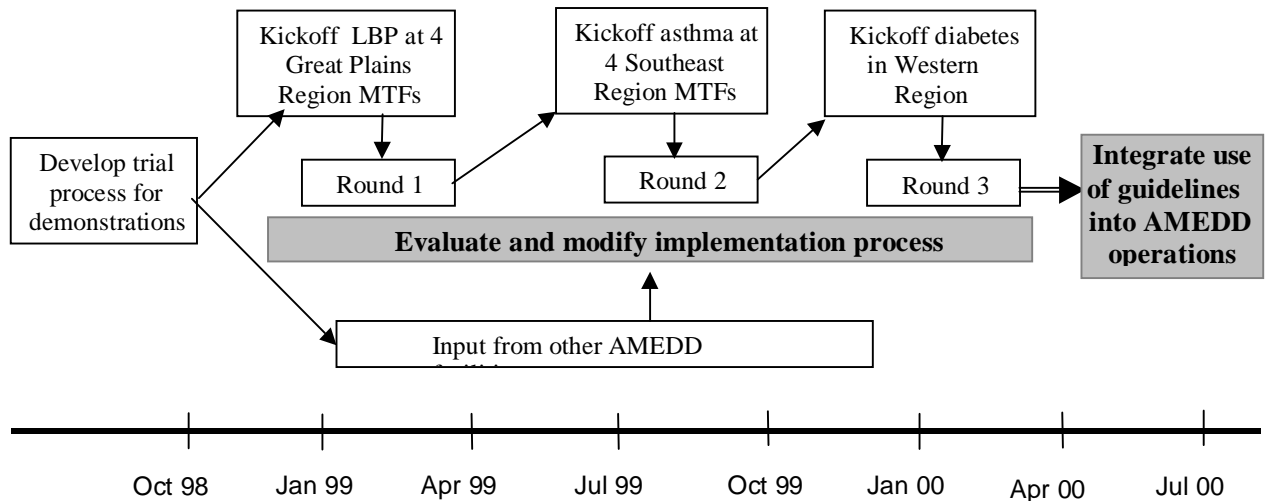 Kickoff LBP at 4
Great Plains
Region MTFs
Kickoff asthma at
4 Southeast
Region MTFs
Kickoff diabetes
in Western
Region
Develop trial
process for
demonstrations
Round 1
Round 2
Round 3
Integrate use
of guidelines
into AMEDD
operations
Evaluate and modify implementation process
Input from other AMEDD
Oct 98
Jan 99
Apr 99
Jul 99
Oct 99
Jan 00
Apr 00
Jul 00